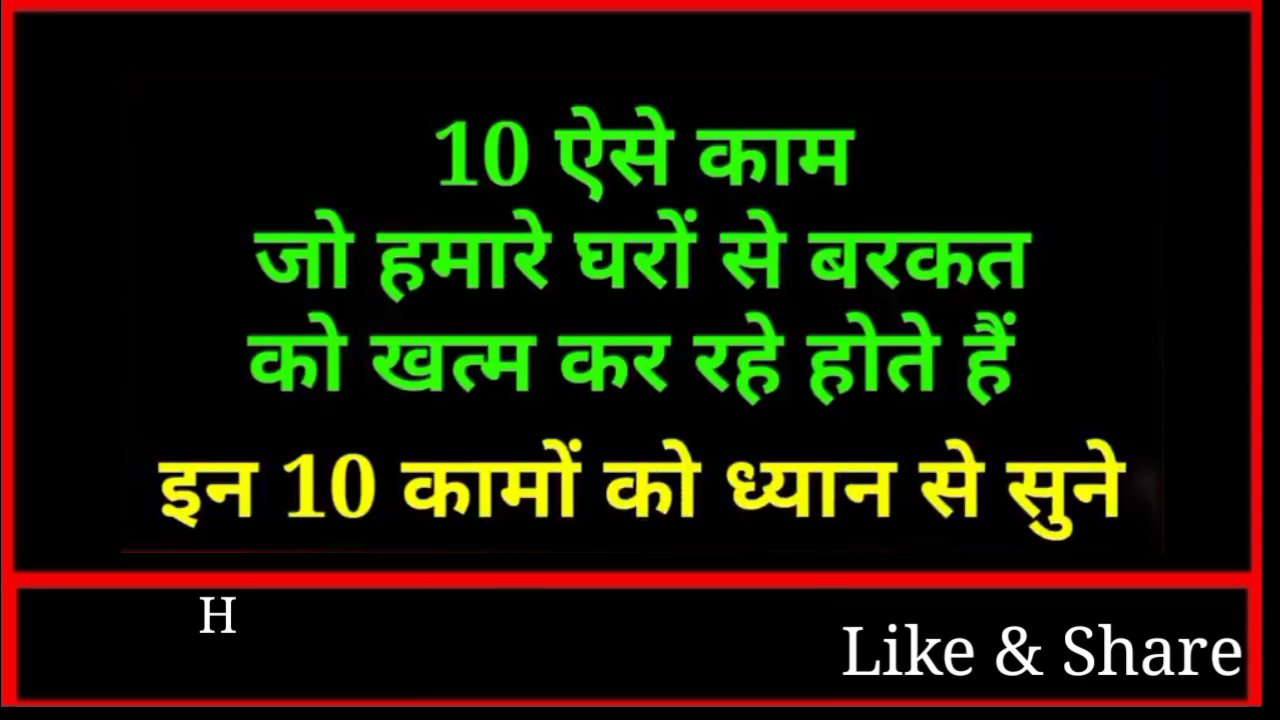 10 ऐसे काम
जो हमारे घरों से बरकत
को खत्म कर रहे होते हैं
इन 10 कामों को ध्यान से सुने
H
Like & Share